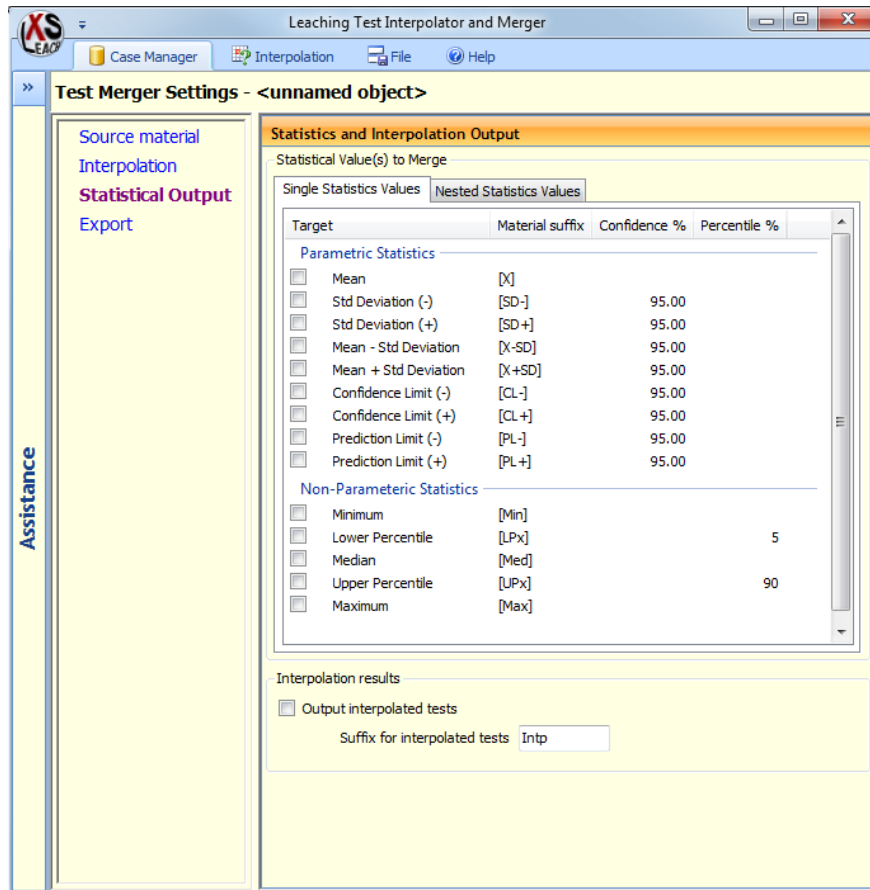 Leaching Test Interpolator and Merger
XS
LEACH
Case Manager Interpolation File Help
»
Test Merger Settings - <unnamed object>
Assistance
Source material
Interpolation
Statistical Output
Export
Statistics and Interpolation Output
Statistical Value(s) to Merge
Single Statistics Values Nested Statistics Values
Target Material suffix Confidence % Percentile %
Parametric Statistics
Mean [X]
Std Deviation (-) [SD-] 95.00
Std Deviation (+) [SD+] 95.00
Mean - Std Deviation [X-SD] 95.00
Mean + Std Deviation [X+SD] 95.00
Confidence Limit (-) [CL-] 95.00
Confidence Limit (+) [CL+] 95.00
Prediction Limit (-) [PL-] 95.00
Prediction Limit (+) [PL+] 95.00
Non-Parameteric Statistics
Minimum [Min]
Lower Percentile [LPx] 5
Median [Med]
Upper Percentile [UPx] 90
Maximum [Max]
Interpolation results
Output interpolated tests
Suffix for interpolated tests Intp